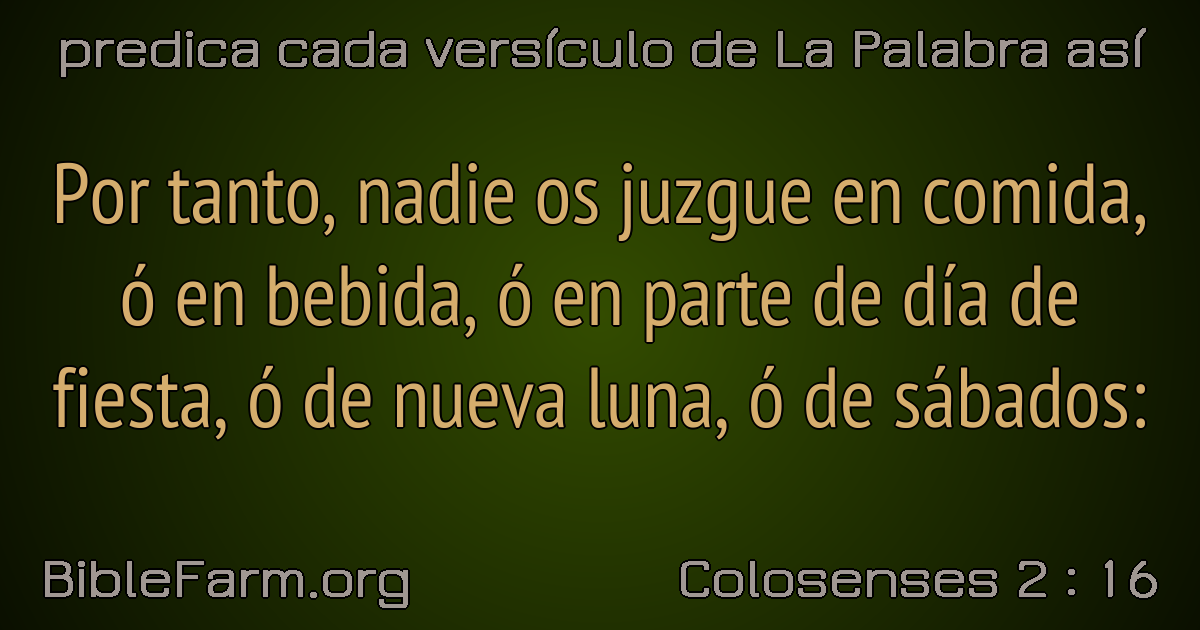 predica cada versículo de La Palabra así
Por tanto, nadie os juzgue en comida,
ó en bebida, ó en parte de día de
fiesta, ó de nueva luna, ó de sábados:
BibleFarm.org
Colosenses 2 : 16